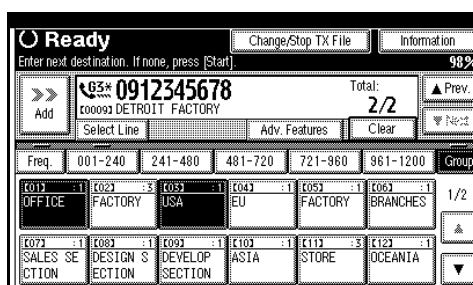 Ready Change/Stop TX File Information
Enter next destination. If none, press [Start]. 98%
Add G3* 0912345678 Total: 2/2 ▲ Prev.
[0009] DETROIT FACTORY ▼ Next
Select Line Adv. Features Clear
Freq. 001-240 241-480 481-720 721-960 961-1200 Group
[01] :1 [02] :3 [03] :1 [04] :1 [05] :1 [06] :1
OFFICE FACTORY USA EU FACTORY BRANCHES 1/2
[07] :1 [08] :1 [09] :1 [10] :1 [11] :3 [12] :1
SALES SE DESIGN S DEVELOP ASIA STORE OCEANIA
CTION ECTION SECTION